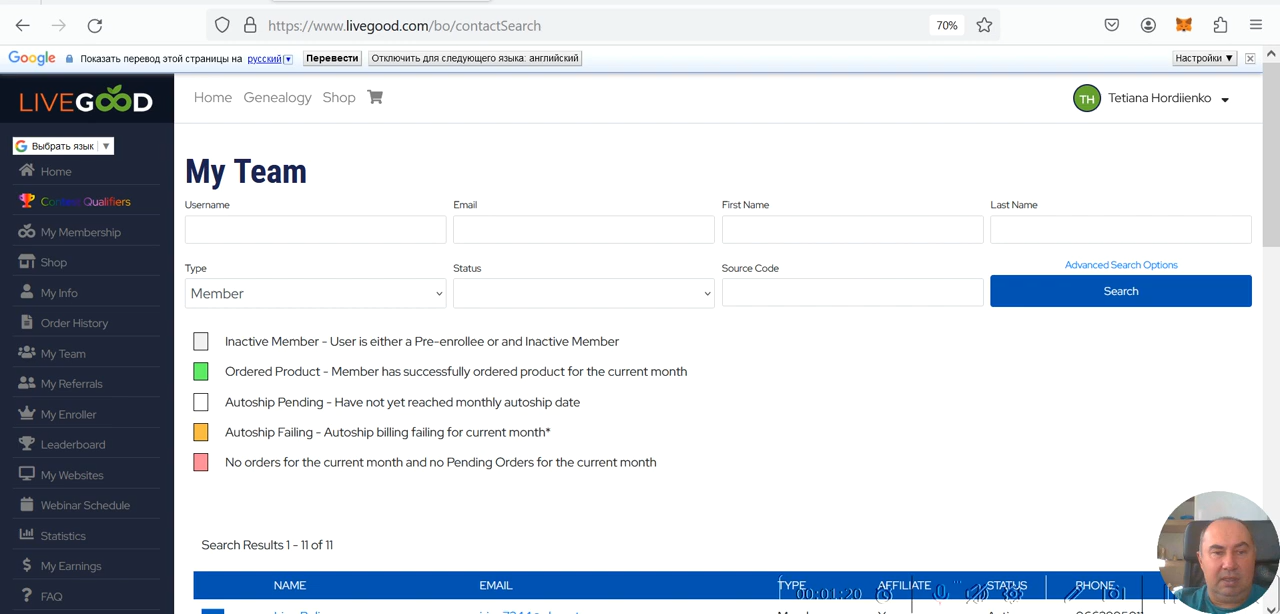 https://www.livegood.com/bo/contactSearch
70%
Google
Показать перевод этой страницы на русский
Перевести
Отключить для следующего языка: английский
Настройки ▼
LIVEGOOD
Home
Genealogy
Shop
TH
Tetiana Hordiienko
Выбрать язык ▼
Home
Contest Qualifiers
My Membership
Shop
My Info
Order History
My Team
My Referrals
My Enroller
Leaderboard
My Websites
Webinar Schedule
Statistics
My Earnings
FAQ
My Team
Username
Email
First Name
Last Name
Type
Status
Source Code
Advanced Search Options
Member
Search
Inactive Member - User is either a Pre-enrollee or and Inactive Member
Ordered Product - Member has successfully ordered product for the current month
Autoship Pending - Have not yet reached monthly autoship date
Autoship Failing - Autoship billing failing for current month*
No orders for the current month and no Pending Orders for the current month
Search Results 1 - 11 of 11
NAME
EMAIL
TYPE
AFFILIATE
STATUS
PHONE
00:01:20